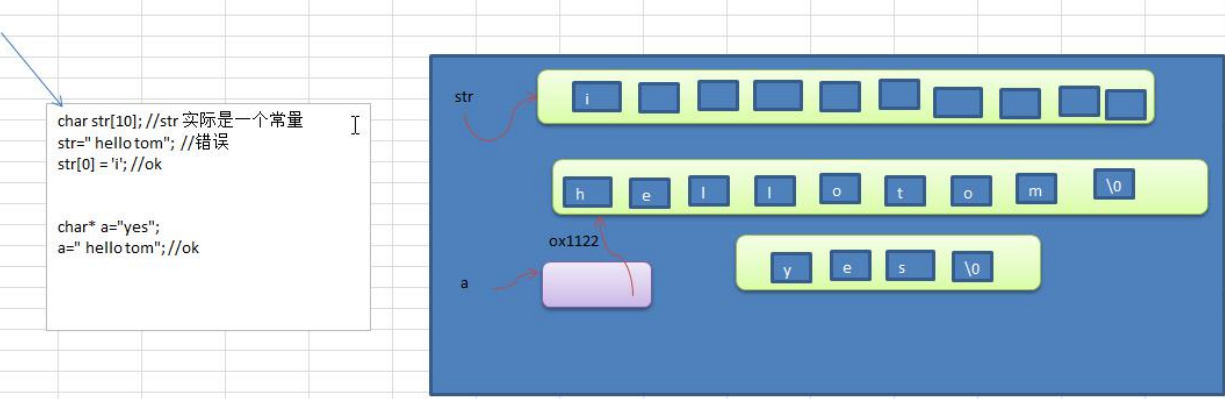 char str[10]; //str 实际是一个常量
str=" hello tom"; //错误
str[0] = 'i'; //ok
char* a="yes";
a=" hello tom"; //ok
str
i
h e l l o t o m \0
ox1122
y e s \0
a